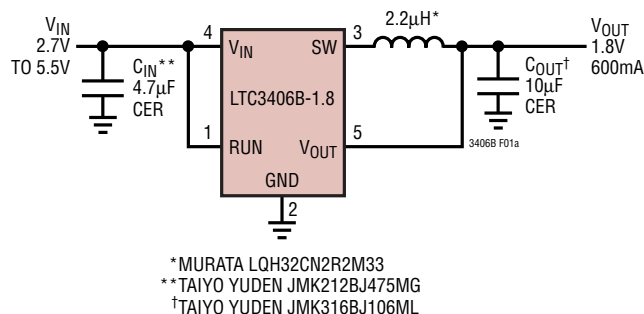 VIN
2.7V
TO 5.5V
CIN**
4.7µF
CER
4
VIN
SW
3
2.2µH*
LTC3406B-1.8
1
RUN
VOUT
5
GND
2
VOUT
1.8V
600mA
COUT†
10µF
CER
3406B F01a
*MURATA LQH32CN2R2M33
**TAIYO YUDEN JMK212BJ475MG
†TAIYO YUDEN JMK316BJ106ML